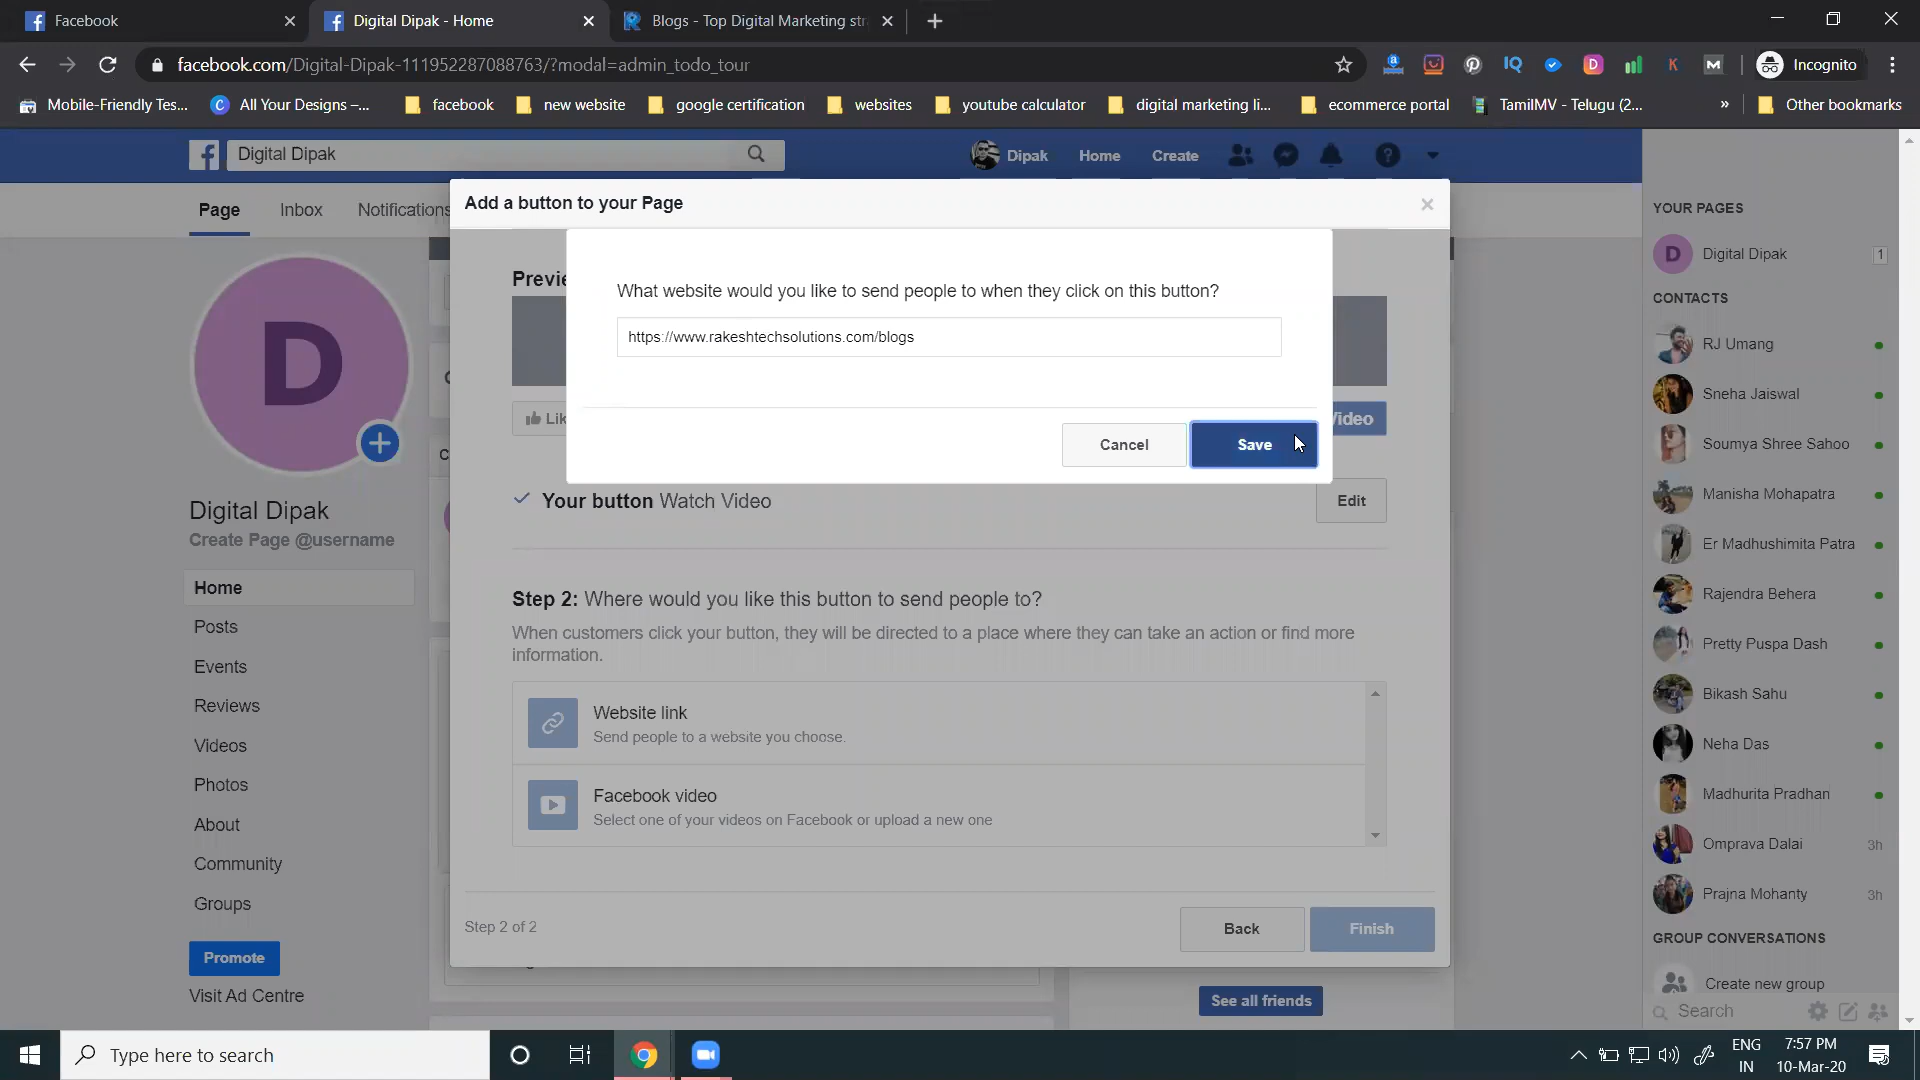 Facebook
Digital Dipak - Home
Blogs - Top Digital Marketing str
facebook.com/Digital-Dipak-111952287088763/?modal=admin_todo_tour
Incognito
Mobile-Friendly Tes...
All Your Designs –...
facebook
new website
google certification
websites
youtube calculator
digital marketing li...
ecommerce portal
TamilMV - Telugu (2...
»
Other bookmarks
Digital Dipak
Dipak
Home
Create
Page
Inbox
Notifications
D
Digital Dipak
Create Page @username
Home
Posts
Events
Reviews
Videos
Photos
About
Community
Groups
Promote
Visit Ad Centre
Add a button to your Page
Previe
What website would you like to send people to when they click on this button?
https://www.rakeshtechsolutions.com/blogs
Lik
Video
Cancel
Save
Your button Watch Video
Edit
Step 2: Where would you like this button to send people to?
When customers click your button, they will be directed to a place where they can take an action or find more
information.
Website link
Send people to a website you choose.
Facebook video
Select one of your videos on Facebook or upload a new one
Step 2 of 2
Back
Finish
See all friends
YOUR PAGES
D
Digital Dipak
1
CONTACTS
RJ Umang
Sneha Jaiswal
Soumya Shree Sahoo
Manisha Mohapatra
Er Madhushimita Patra
Rajendra Behera
Pretty Puspa Dash
Bikash Sahu
Neha Das
Madhurita Pradhan
Omprava Dalai 3h
Prajna Mohanty 3h
GROUP CONVERSATIONS
Create new group
Search
Type here to search
ENG
IN
7:57 PM
10-Mar-20